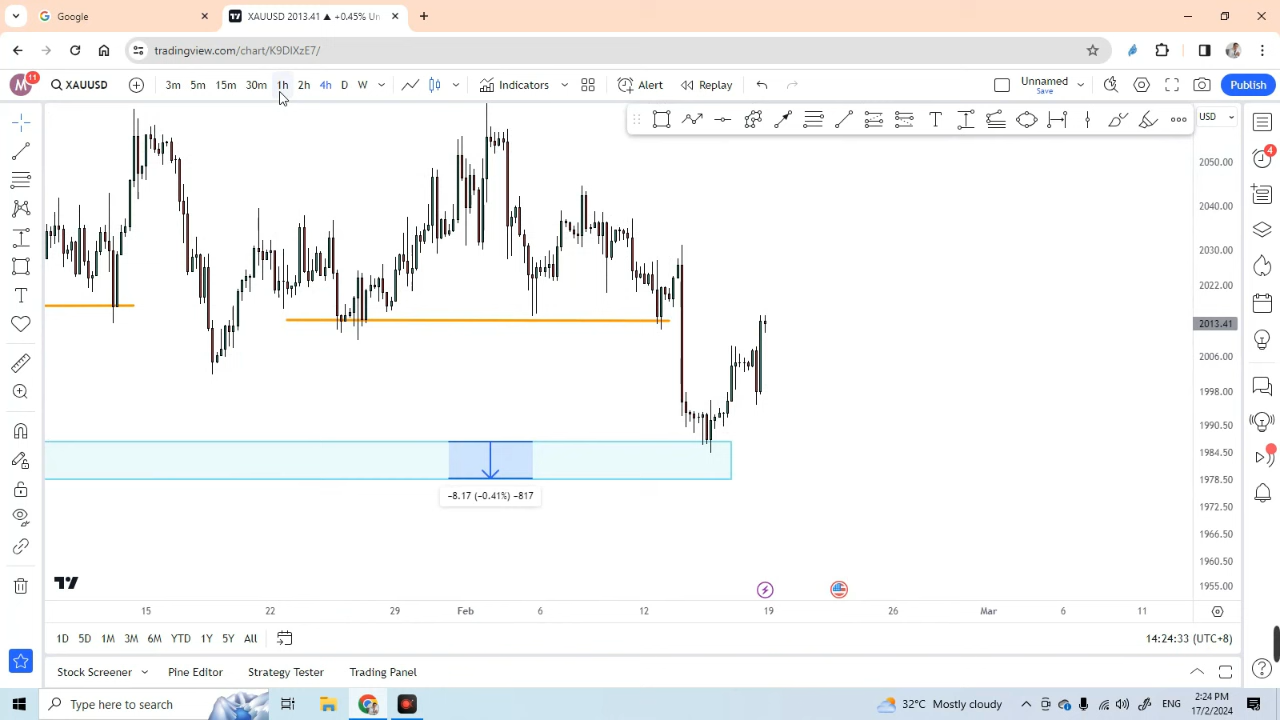 Google
XAUUSD 2013.41 ▲ +0.45% Un
tradingview.com/chart/K9DIXzE7/
M 11 XAUUSD 3m 5m 15m 30m 1h 2h 4h D W Indicators Alert Replay Unnamed Save Publish
USD
2050.00
4
2040.00
2030.00
2022.00
2013.41
2006.00
1998.00
1990.50
1984.50
1978.50
−8.17 (−0.41%) −817
1972.50
1966.50
1960.50
1955.00
15 22 29 Feb 6 12 19 26 Mar 6 11
1D 5D 1M 3M 6M YTD 1Y 5Y All 14:24:33 (UTC+8)
Stock Screener Pine Editor Strategy Tester Trading Panel
Type here to search 32°C Mostly cloudy ENG 2:24 PM
17/2/2024